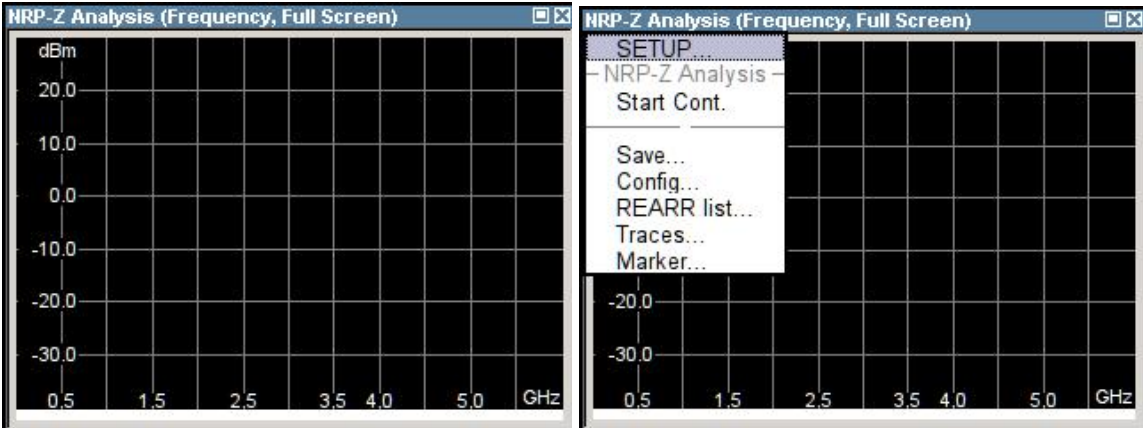 NRP-Z Analysis (Frequency, Full Screen)
dBm
20.0
10.0
0.0
-10.0
-20.0
-30.0
0,5 1,5 2,5 3,5 4,0 5,0 GHz
NRP-Z Analysis (Frequency, Full Screen)
SETUP...
NRP-Z Analysis
Start Cont.
Save...
Config...
REARR list...
Traces...
Marker...
-20.0
-30.0
0,5 1,5 2,5 3,5 4,0 5,0 GHz